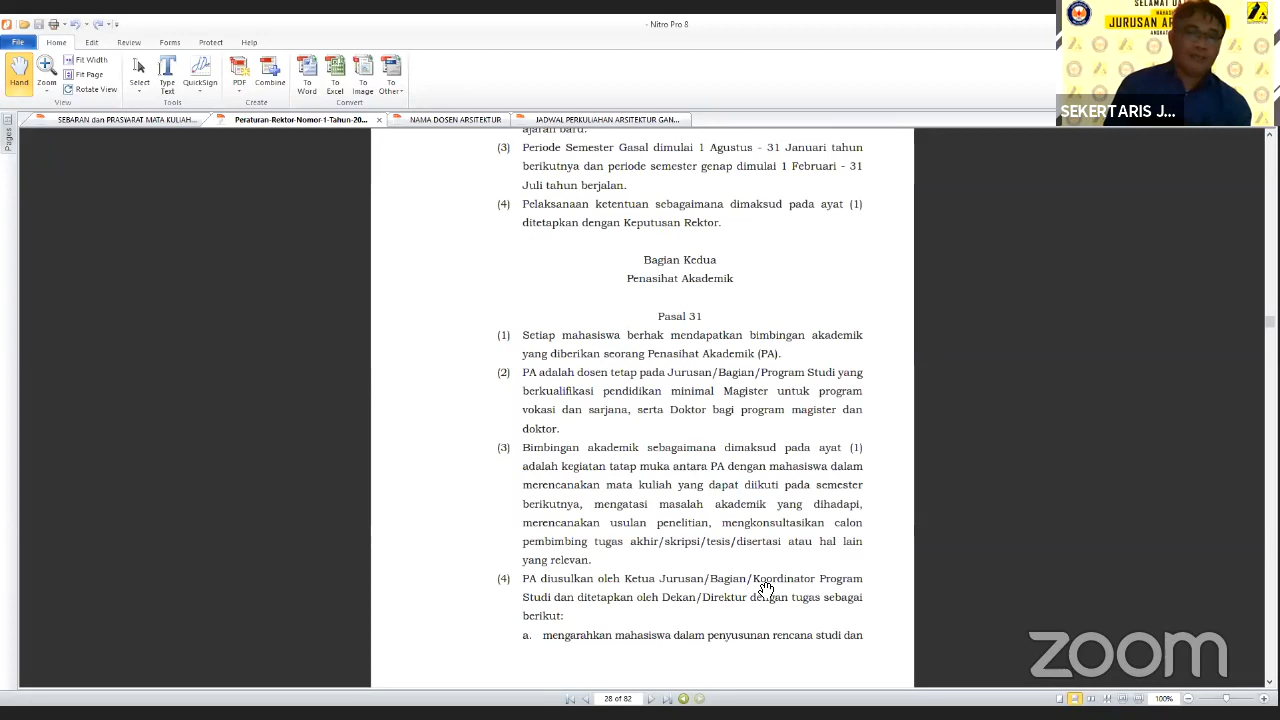 - Nitro Pro 8
File
Home
Edit
Review
Forms
Protect
Help
Hand
Zoom
Fit Width
Fit Page
Rotate View
View
Select
Type
Text
QuickSign
Tools
PDF
Combine
Create
To
Word
To
Excel
To
Image
To
Other
Convert
SELAMAT DA
JURUSAN AR
ANGKAT
SEKERTARIS J...
SEBARAN dan PRASYARAT MATA KULIAH...
Peraturan-Rektor-Nomor-1-Tahun-20...
NAMA DOSEN ARSITEKTUR
JADWAL PERKULIAHAN ARSITEKTUR GAN...
Pages
ajaran baru.
(3) Periode Semester Gasal dimulai 1 Agustus - 31 Januari tahun
berikutnya dan periode semester genap dimulai 1 Februari - 31
Juli tahun berjalan.
(4) Pelaksanaan ketentuan sebagaimana dimaksud pada ayat (1)
ditetapkan dengan Keputusan Rektor.
Bagian Kedua
Penasihat Akademik
Pasal 31
(1) Setiap mahasiswa berhak mendapatkan bimbingan akademik
yang diberikan seorang Penasihat Akademik (PA).
(2) PA adalah dosen tetap pada Jurusan/Bagian/Program Studi yang
berkualifikasi pendidikan minimal Magister untuk program
vokasi dan sarjana, serta Doktor bagi program magister dan
doktor.
(3) Bimbingan akademik sebagaimana dimaksud pada ayat (1)
adalah kegiatan tatap muka antara PA dengan mahasiswa dalam
merencanakan mata kuliah yang dapat diikuti pada semester
berikutnya, mengatasi masalah akademik yang dihadapi,
merencanakan usulan penelitian, mengkonsultasikan calon
pembimbing tugas akhir/skripsi/tesis/disertasi atau hal lain
yang relevan.
(4) PA diusulkan oleh Ketua Jurusan/Bagian/Koordinator Program
Studi dan ditetapkan oleh Dekan/Direktur dengan tugas sebagai
berikut:
a. mengarahkan mahasiswa dalam penyusunan rencana studi dan
zoom
28 of 82
100%